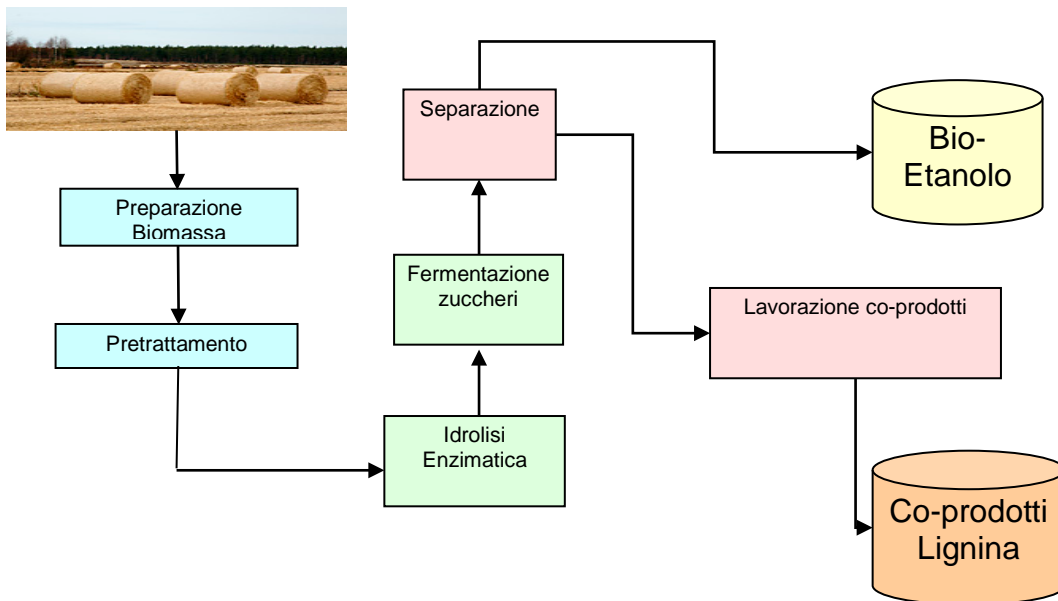 Preparazione
Biomassa
Pretrattamento
Idrolisi
Enzimatica
Fermentazione
zuccheri
Separazione
Bio-
Etanolo
Lavorazione co-prodotti
Co-prodotti
Lignina